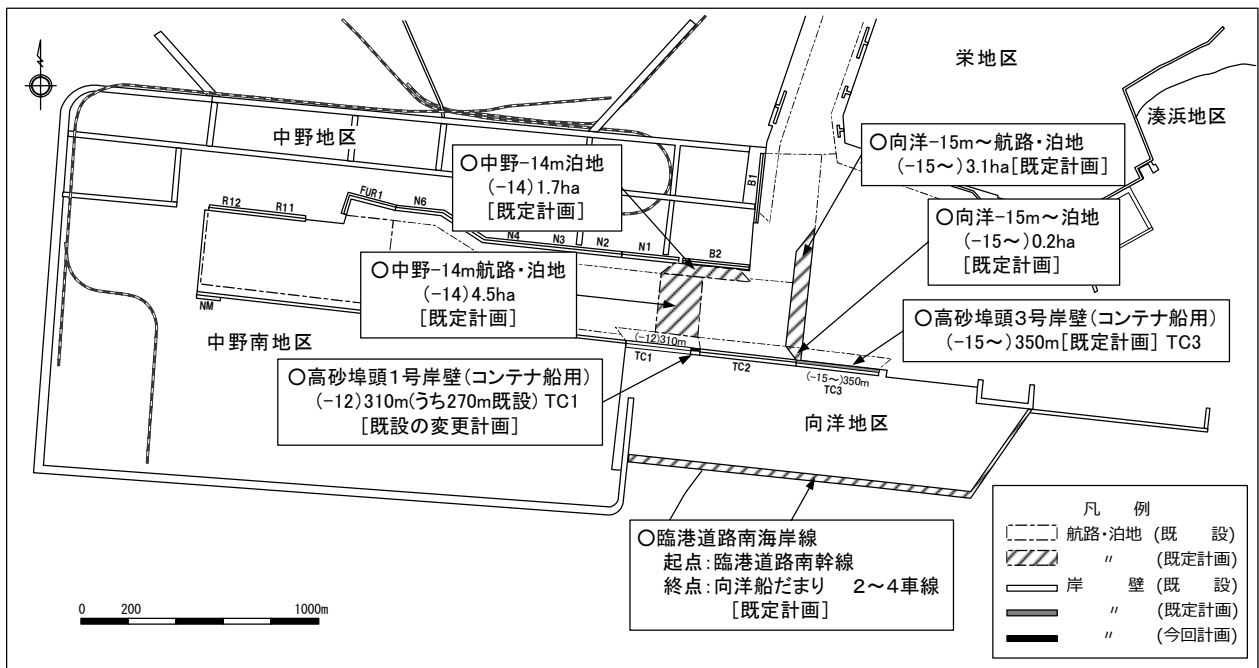 栄地区
湊浜地区
中野地区
○中野-14m泊地
(-14)1.7ha
[既定計画]
○向洋-15m～航路・泊地
(-15～)3.1ha[既定計画]
B1
FUR1
N6
R12
R11
N4
N3
N2
N1
B2
○向洋-15m～泊地
(-15～)0.2ha
[既定計画]
○中野-14m航路・泊地
(-14)4.5ha
[既定計画]
NM
中野南地区
(-12)310m
TC1
TC2
(-15～)350m
TC3
○高砂埠頭3号岸壁(コンテナ船用)
(-15～)350m[既定計画] TC3
○高砂埠頭1号岸壁(コンテナ船用)
(-12)310m(うち270m既設) TC1
[既設の変更計画]
向洋地区
○臨港道路南海岸線
起点:臨港道路南幹線
終点:向洋船だまり 2～4車線
[既定計画]
0 200 1000m
凡 例
航路・泊地 (既 設)
〃 (既定計画)
岸 壁 (既 設)
〃 (既定計画)
〃 (今回計画)